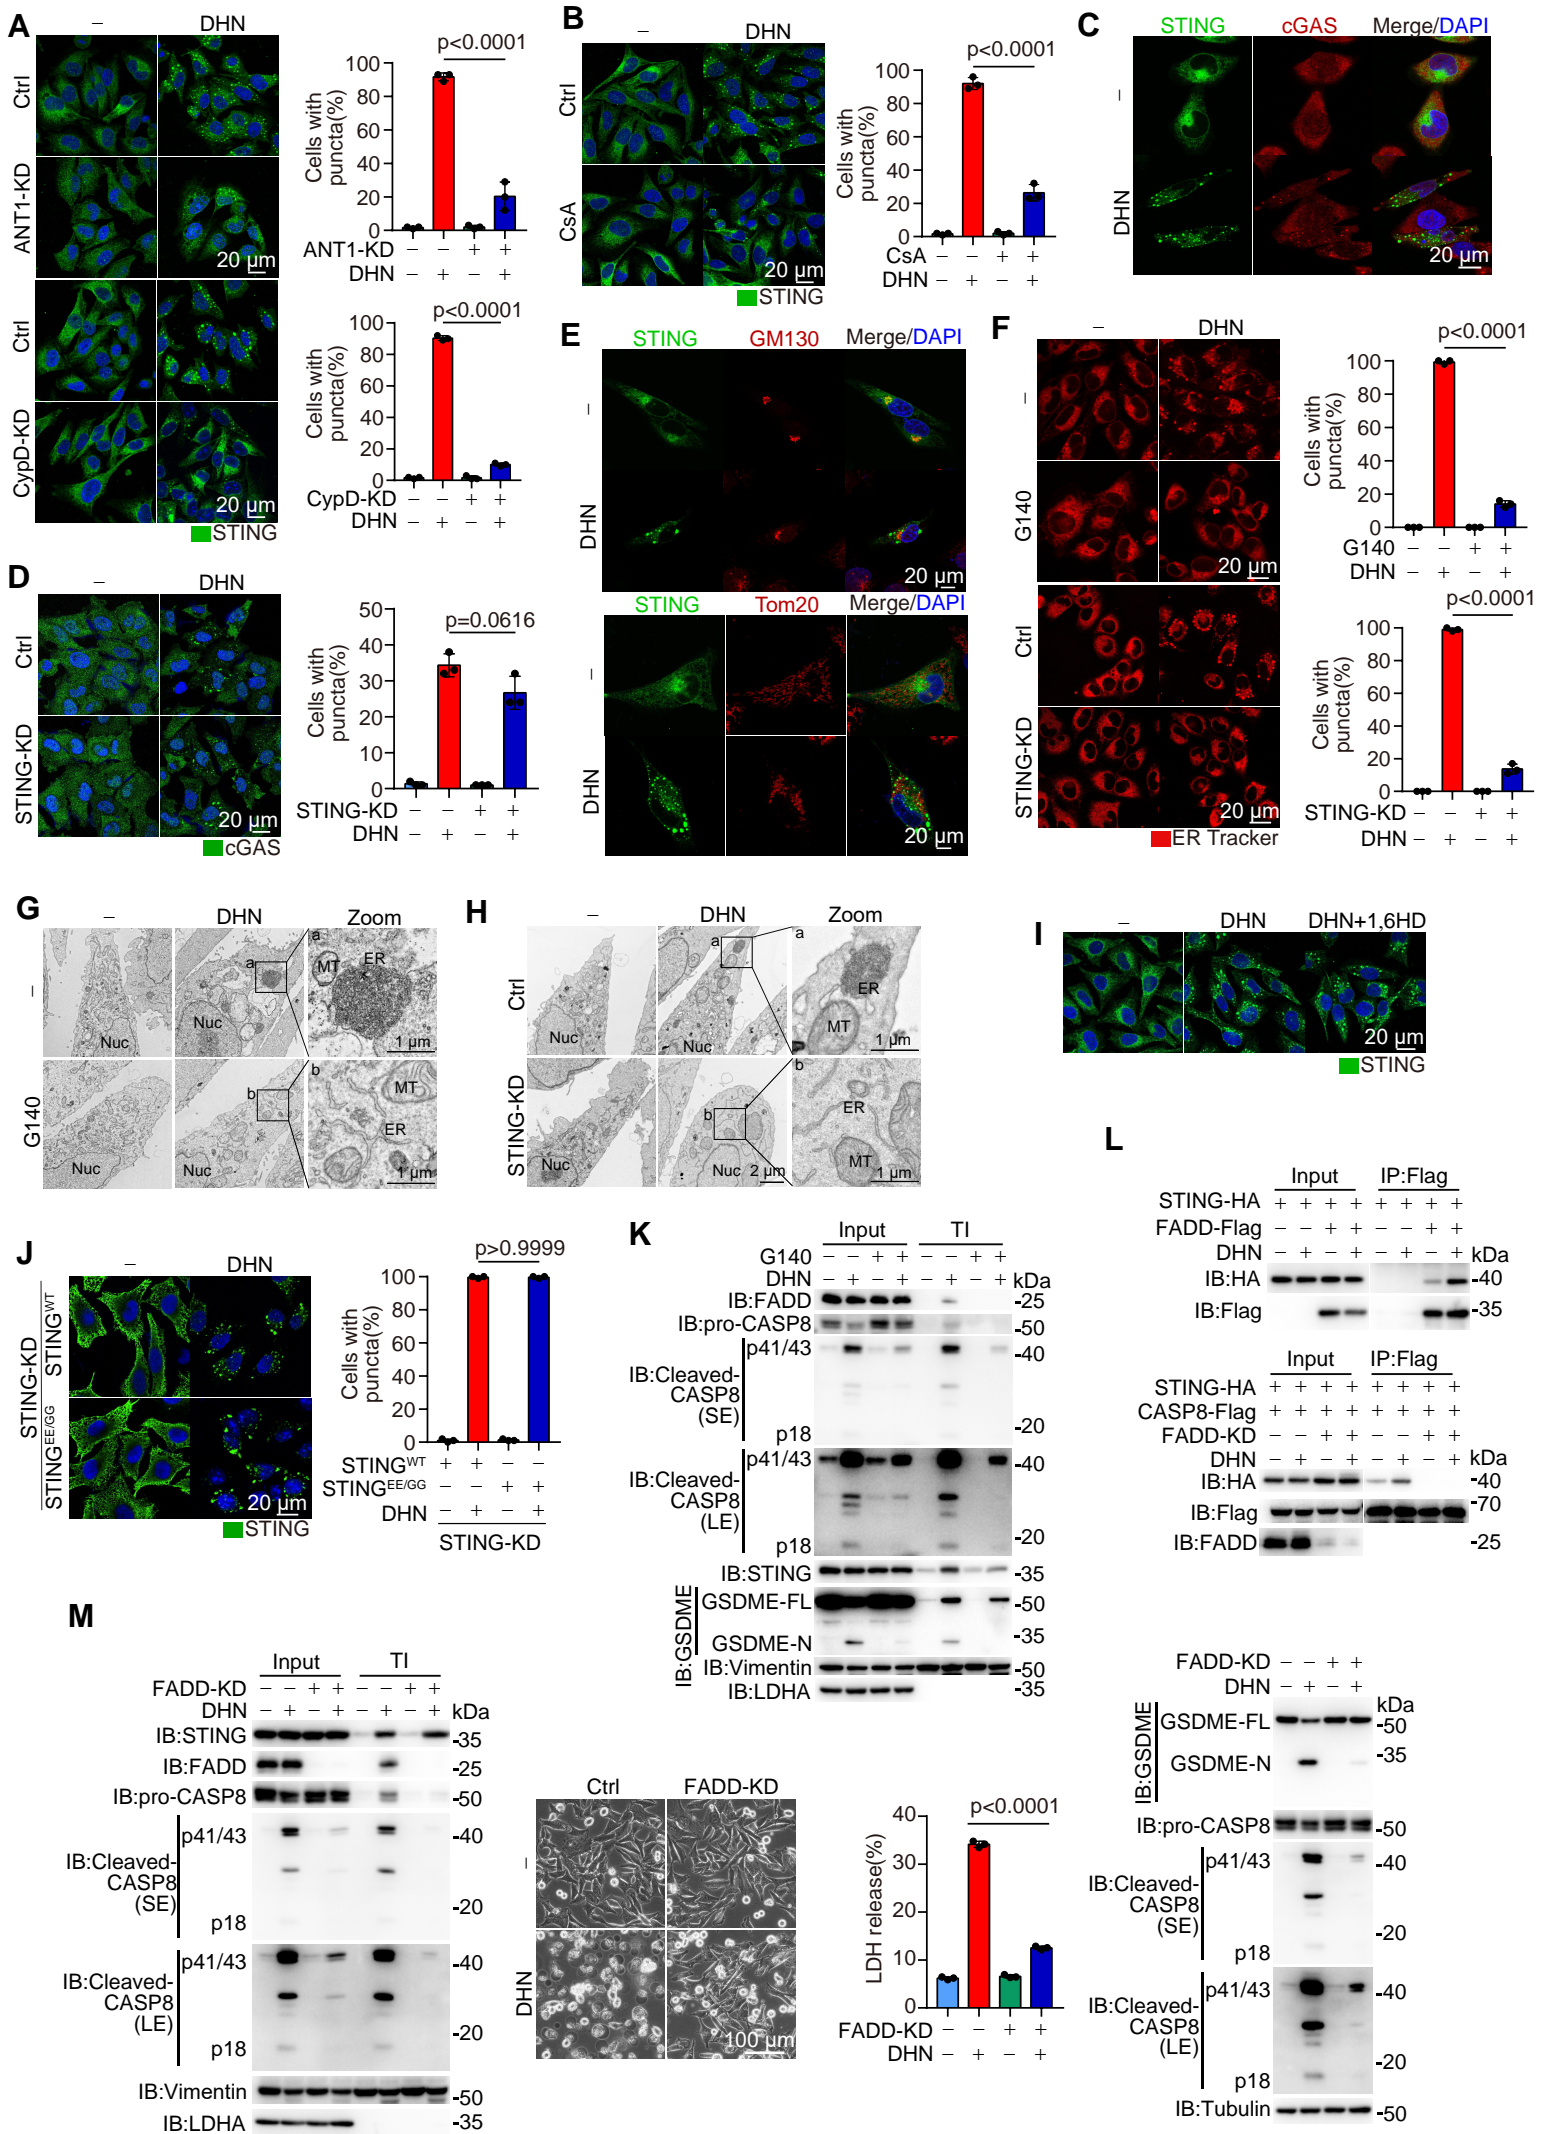 A
– DHN
Ctrl
ANT1-KD
20 µm
Ctrl
CypD-KD
20 µm
STING
p<0.0001
Cells with puncta(%)
100
80
60
40
20
0
ANT1-KD – – + +
DHN – + – +
p<0.0001
Cells with puncta(%)
100
80
60
40
20
0
CypD-KD – – + +
DHN – + – +
B
– DHN
Ctrl
CsA
20 µm
STING
p<0.0001
Cells with puncta(%)
100
80
60
40
20
0
CsA – – + +
DHN – + – +
C
STING cGAS Merge/DAPI
–
DHN
20 µm
D
– DHN
Ctrl
STING-KD
20 µm
cGAS
p=0.0616
Cells with puncta(%)
50
40
30
20
10
0
STING-KD – – + +
DHN – + – +
E
STING GM130 Merge/DAPI
–
DHN
20 µm
STING Tom20 Merge/DAPI
–
DHN
20 µm
F
– DHN
–
G140
20 µm
Ctrl
STING-KD
20 µm
ER Tracker
p<0.0001
Cells with puncta(%)
100
80
60
40
20
0
G140 – – + +
DHN – + – +
p<0.0001
Cells with puncta(%)
100
80
60
40
20
0
STING-KD – – + +
DHN – + – +
G
– DHN Zoom
–
Nuc
a
Nuc
a
MT
ER
1 µm
G140
Nuc
b
Nuc
b
MT
ER
1 µm
H
– DHN Zoom
Ctrl
Nuc
a
Nuc
a
ER
MT
1 µm
STING-KD
Nuc
b
Nuc 2 µm
b
ER
MT
1 µm
I
– DHN DHN+1,6HD
20 µm
STING
J
– DHN
STING-KD
STINGWT
STINGEE/GG
20 µm
STING
p>0.9999
Cells with puncta(%)
100
80
60
40
20
0
STINGWT + + – –
STINGEE/GG – – + +
DHN – + – +
STING-KD
K
Input TI
G140 – – + + – – + +
DHN – + – + – + – + kDa
IB:FADD -25
IB:pro-CASP8 -50
IB:Cleaved-CASP8 (SE)
p41/43 -40
-20
p18
IB:Cleaved-CASP8 (LE)
p41/43 -40
-20
p18
IB:STING -35
IB:GSDME
GSDME-FL -50
-35
GSDME-N
IB:Vimentin -50
IB:LDHA -35
L
Input IP:Flag
STING-HA + + + + + + + +
FADD-Flag – – + + – – + +
DHN – + – + – + – + kDa
IB:HA -40
IB:Flag -35
Input IP:Flag
STING-HA + + + + + + + +
CASP8-Flag + + + + + + + +
FADD-KD – – + + – – + +
DHN – + – + – + – + kDa
IB:HA -40
-70
IB:Flag
IB:FADD -25
M
Input TI
FADD-KD – – + + – – + +
DHN – + – + – + – + kDa
IB:STING -35
IB:FADD -25
IB:pro-CASP8 -50
IB:Cleaved-CASP8 (SE)
p41/43 -40
-20
p18
IB:Cleaved-CASP8 (LE)
p41/43 -40
-20
p18
IB:Vimentin -50
IB:LDHA -35
Ctrl FADD-KD
–
DHN
100 µm
p<0.0001
LDH release(%)
40
30
20
10
0
FADD-KD – – + +
DHN – + – +
FADD-KD – – + +
DHN – + – + kDa
IB:GSDME
GSDME-FL -50
-35
GSDME-N
IB:pro-CASP8 -50
IB:Cleaved-CASP8 (SE)
p41/43 -40
-20
p18
IB:Cleaved-CASP8 (LE)
p41/43 -40
-20
p18
IB:Tubulin -50